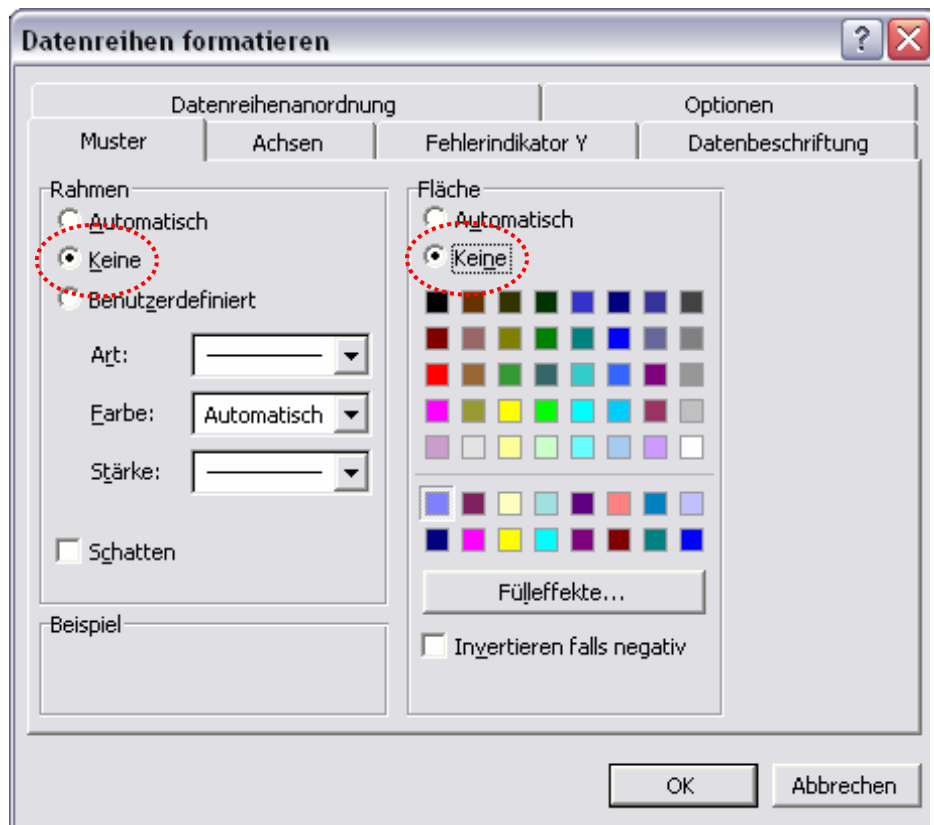 Datenreihen formatieren
Datenreihenanordnung
Optionen
Muster
Achsen
Fehlerindikator Y
Datenbeschriftung
Rahmen
Automatisch
Keine
Benutzerdefiniert
Art:
Farbe: Automatisch
Stärke:
Schatten
Beispiel
Fläche
Automatisch
Keine
Fülleffekte...
Invertieren falls negativ
OK
Abbrechen